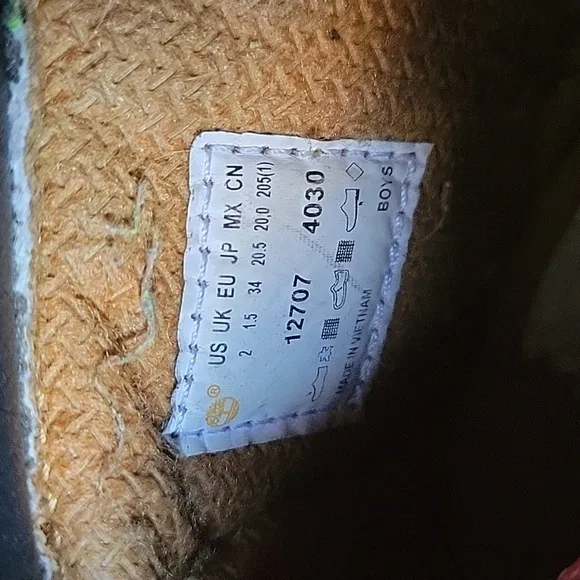 ®
US UK EU JP MX CN
2 1.5 34 20.5 20,0 205(1)
12707 4030
MADE IN VIETNAM BOYS